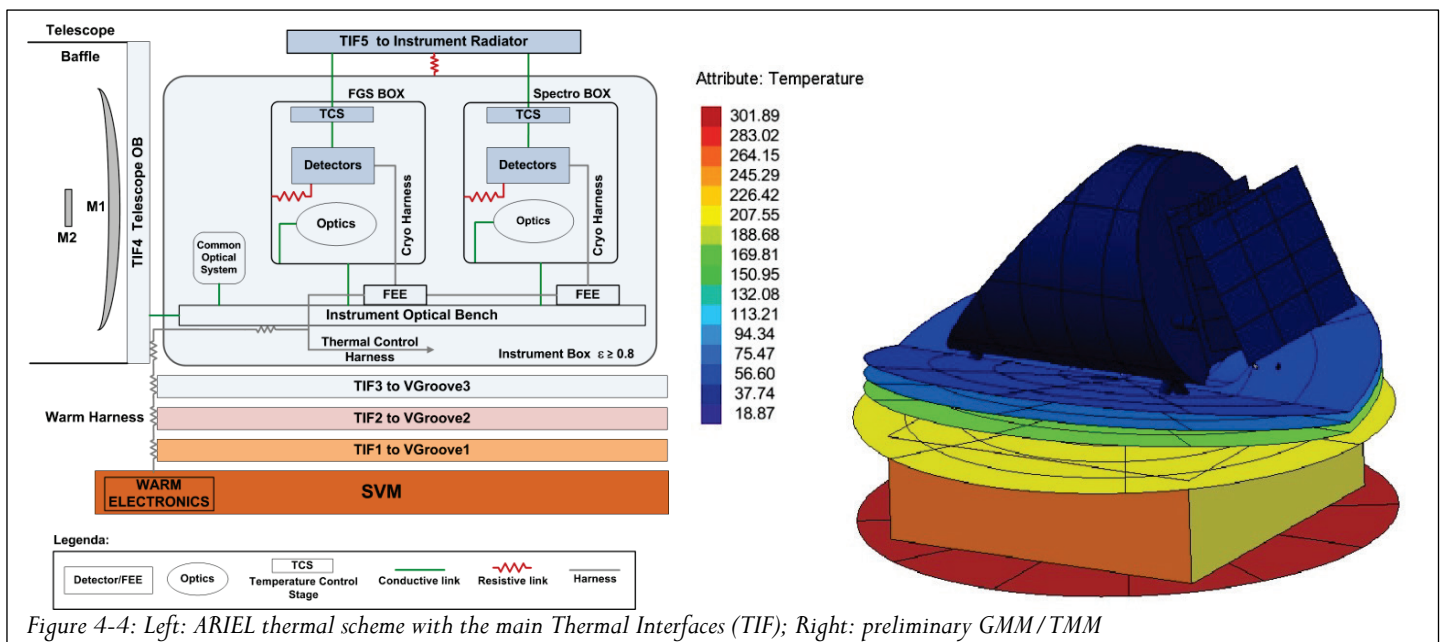 Telescope
Baffle
M1
M2
TIF4 Telescope OB
TIF5 to Instrument Radiator
FGS BOX
TCS
Detectors
Optics
Cryo Harness
Spectro BOX
TCS
Detectors
Optics
Cryo Harness
Common
Optical
System
FEE
FEE
Instrument Optical Bench
Thermal Control
Harness
Instrument Box ε ≥ 0.8
Warm Harness
TIF3 to VGroove3
TIF2 to VGroove2
TIF1 to VGroove1
WARM
ELECTRONICS
SVM
Legenda:
Detector/FEE
Optics
TCS
Temperature Control
Stage
Conductive link
Resistive link
Harness
Attribute: Temperature
301.89
283.02
264.15
245.29
226.42
207.55
188.68
169.81
150.95
132.08
113.21
94.34
75.47
56.60
37.74
18.87
Figure 4-4: Left: ARIEL thermal scheme with the main Thermal Interfaces (TIF); Right: preliminary GMM/TMM